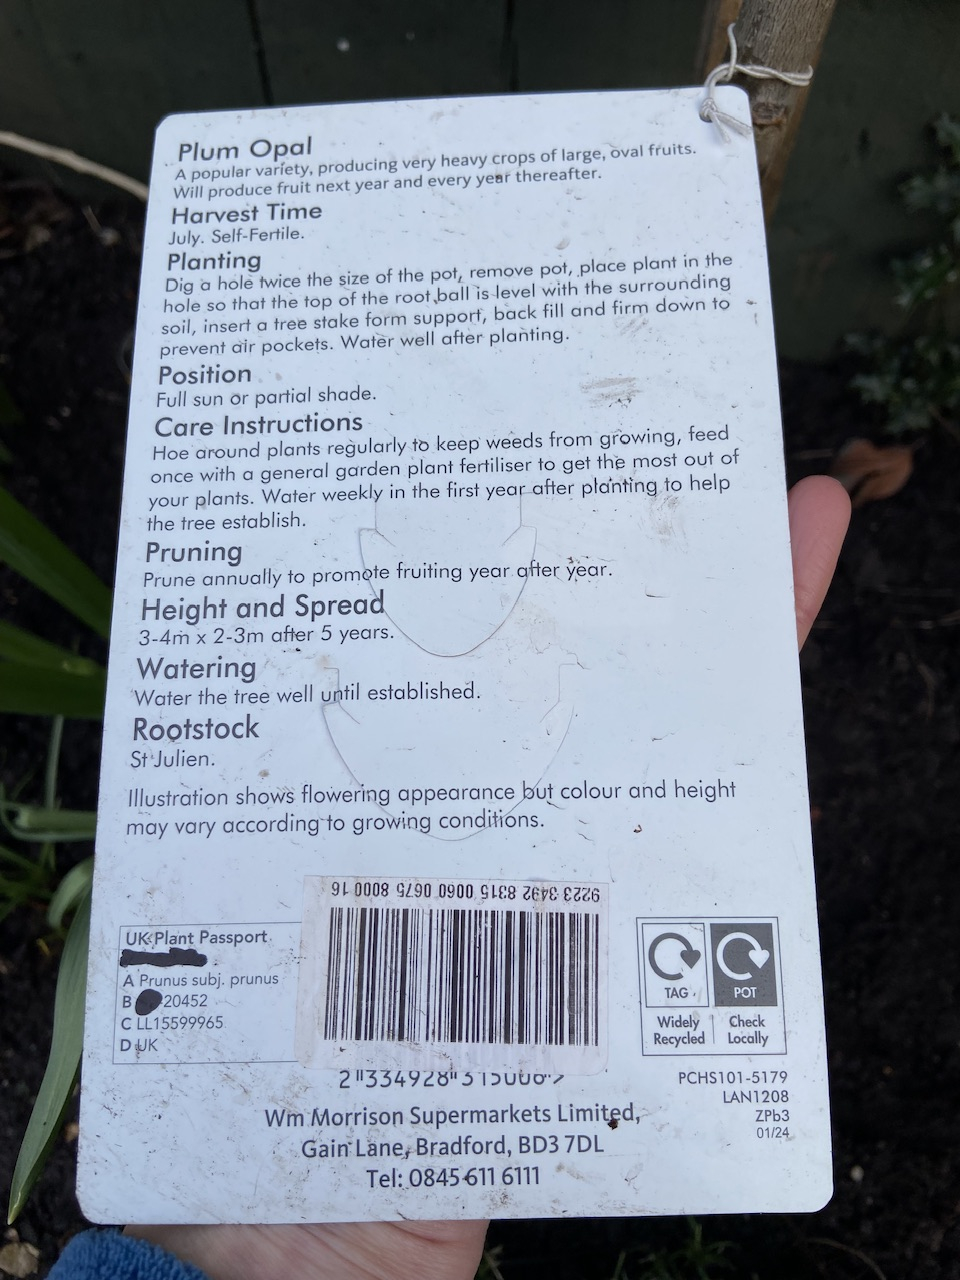 Plum Opal
A popular variety, producing very heavy crops of large, oval fruits.
Will produce fruit next year and every year thereafter.
Harvest Time
July. Self-Fertile.
Planting
Dig a hole twice the size of the pot, remove pot, place plant in the
hole so that the top of the root ball is level with the surrounding
soil, insert a tree stake form support, back fill and firm down to
prevent air pockets. Water well after planting.
Position
Full sun or partial shade.
Care Instructions
Hoe around plants regularly to keep weeds from growing, feed
once with a general garden plant fertiliser to get the most out of
your plants. Water weekly in the first year after planting to help
the tree establish.
Pruning
Prune annually to promote fruiting year after year.
Height and Spread
3-4m x 2-3m after 5 years.
Watering
Water the tree well until established.
Rootstock
St Julien.
Illustration shows flowering appearance but colour and height
may vary according to growing conditions.
9223 3492 8315 0060 0675 8000 16
UK Plant Passport
A Prunus subj. prunus
B 20452
C LL15599965
D UK
TAG
POT
Widely Recycled
Check Locally
2 334928
PCHS101-5179
LAN1208
ZPb3
01/24
Wm Morrison Supermarkets Limited,
Gain Lane, Bradford, BD3 7DL
Tel: 0845 611 6111